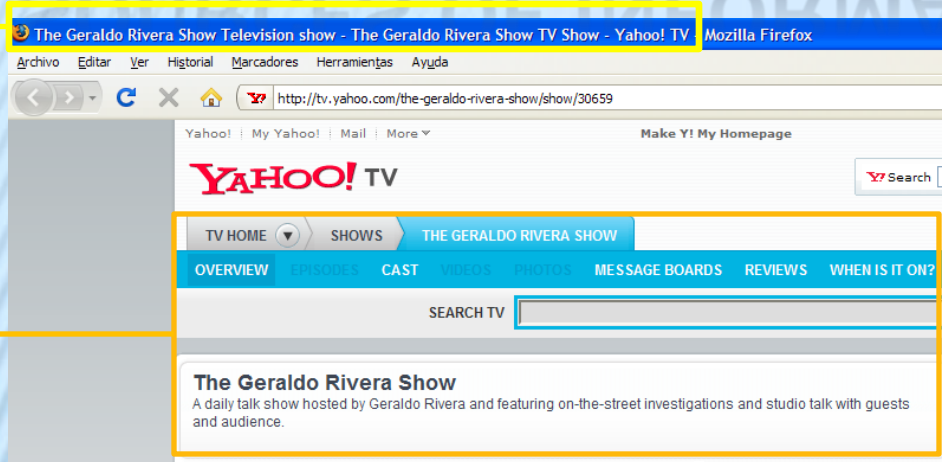 The Geraldo Rivera Show Television show - The Geraldo Rivera Show TV Show - Yahoo! TV - Mozilla Firefox
Archivo Editar Ver Historial Marcadores Herramientas Ayuda
http://tv.yahoo.com/the-geraldo-rivera-show/show/30659
Yahoo! My Yahoo! Mail More Make Y! My Homepage
YAHOO! TV
Y! Search
TV HOME SHOWS THE GERALDO RIVERA SHOW
OVERVIEW EPISODES CAST VIDEOS PHOTOS MESSAGE BOARDS REVIEWS WHEN IS IT ON?
SEARCH TV
The Geraldo Rivera Show
A daily talk show hosted by Geraldo Rivera and featuring on-the-street investigations and studio talk with guests
and audience.